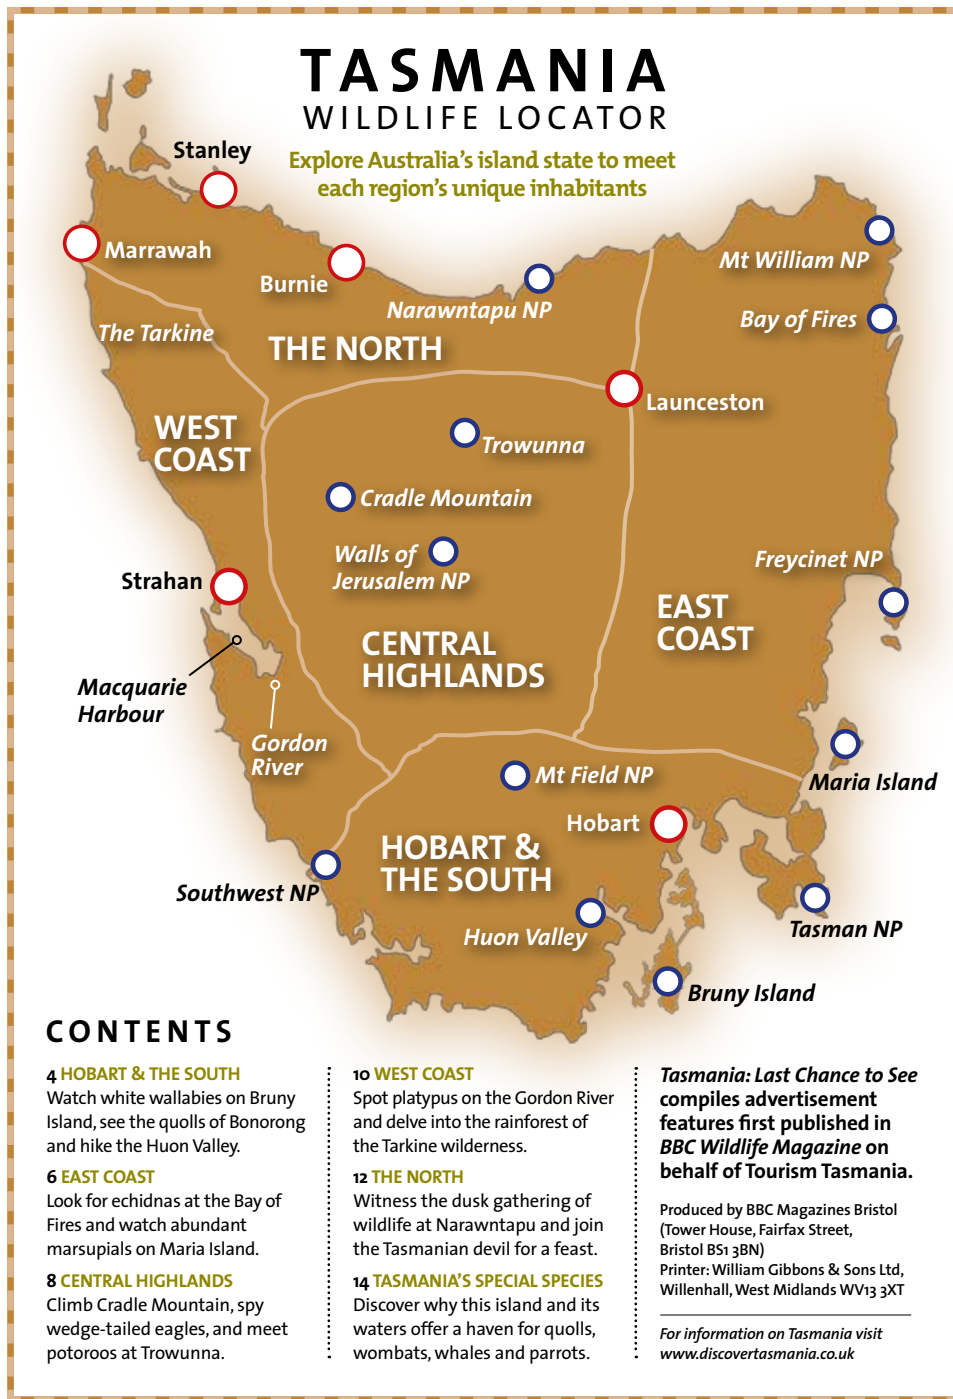 TASMANIA
WILDLIFE LOCATOR
Explore Australia's island state to meet
each region's unique inhabitants
Stanley
Marrawah
Burnie
Narawntapu NP
Mt William NP
Bay of Fires
The Tarkine
THE NORTH
Launceston
WEST
COAST
Trowunna
Cradle Mountain
Walls of
Jerusalem NP
Freycinet NP
Strahan
EAST
COAST
CENTRAL
HIGHLANDS
Macquarie
Harbour
Gordon
River
Mt Field NP
Maria Island
Hobart
HOBART &
THE SOUTH
Southwest NP
Huon Valley
Tasman NP
Bruny Island
CONTENTS
4 HOBART & THE SOUTH
Watch white wallabies on Bruny
Island, see the quolls of Bonorong
and hike the Huon Valley.
6 EAST COAST
Look for echidnas at the Bay of
Fires and watch abundant
marsupials on Maria Island.
8 CENTRAL HIGHLANDS
Climb Cradle Mountain, spy
wedge-tailed eagles, and meet
potoroos at Trowunna.
10 WEST COAST
Spot platypus on the Gordon River
and delve into the rainforest of
the Tarkine wilderness.
12 THE NORTH
Witness the dusk gathering of
wildlife at Narawntapu and join
the Tasmanian devil for a feast.
14 TASMANIA'S SPECIAL SPECIES
Discover why this island and its
waters offer a haven for quolls,
wombats, whales and parrots.
Tasmania: Last Chance to See
compiles advertisement
features first published in
BBC Wildlife Magazine on
behalf of Tourism Tasmania.
Produced by BBC Magazines Bristol
(Tower House, Fairfax Street,
Bristol BS1 3BN)
Printer: William Gibbons & Sons Ltd,
Willenhall, West Midlands WV13 3XT
For information on Tasmania visit
www.discovertasmania.co.uk